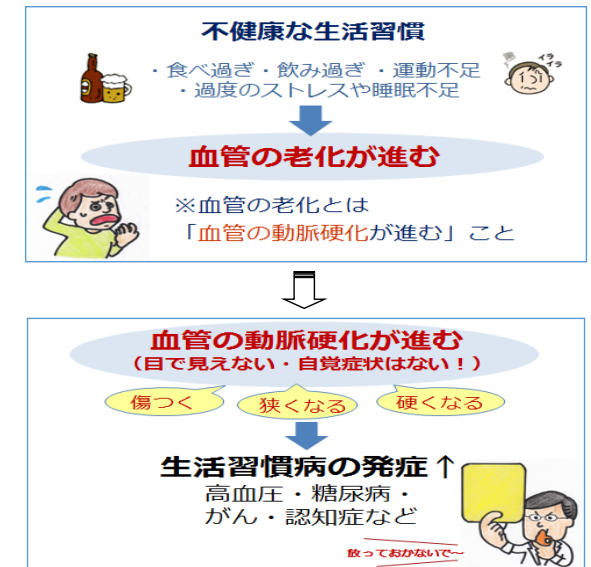 不健康な生活習慣
・食べ過ぎ・飲み過ぎ・運動不足
・過度のストレスや睡眠不足
イライラ
血管の老化が進む
※血管の老化とは
「血管の動脈硬化が進む」こと
血管の動脈硬化が進む
(目で見えない・自覚症状はない!)
傷つく
狭くなる
硬くなる
生活習慣病の発症↑
高血圧・糖尿病・
がん・認知症など
放っておかないで~